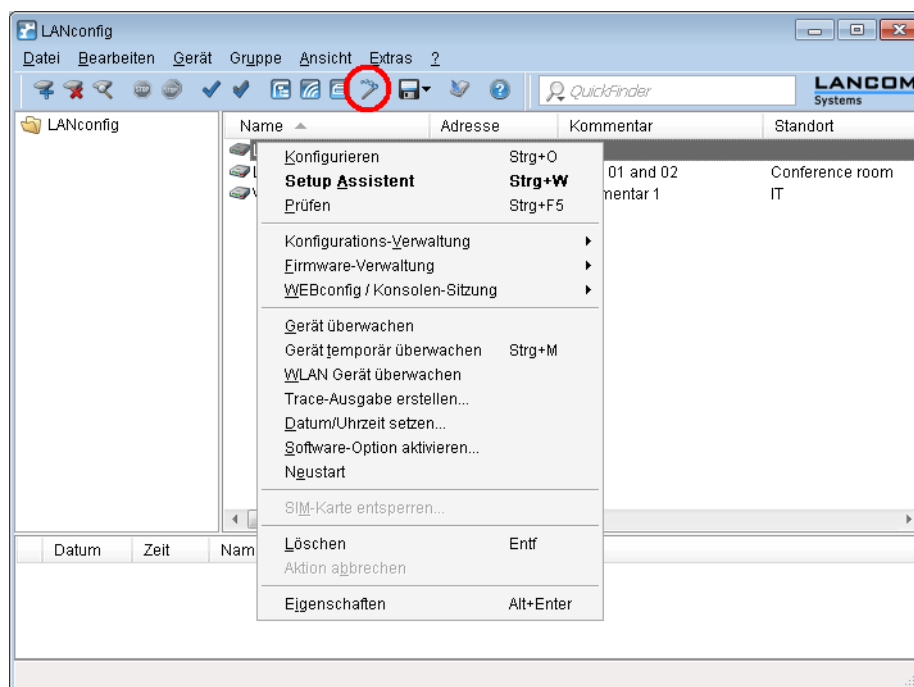 LANconfig
Datei Bearbeiten Gerät Gruppe Ansicht Extras ?
QuickFinder
LANCOM
Systems
LANconfig
Name Adresse Kommentar Standort
01 and 02 Conference room
mentar 1 IT
Konfigurieren Strg+O
Setup Assistent Strg+W
Prüfen Strg+F5
Konfigurations-Verwaltung
Firmware-Verwaltung
WEBconfig / Konsolen-Sitzung
Gerät überwachen
Gerät temporär überwachen Strg+M
WLAN Gerät überwachen
Trace-Ausgabe erstellen...
Datum/Uhrzeit setzen...
Software-Option aktivieren...
Neustart
SIM-Karte entsperren...
Löschen Entf
Aktion abbrechen
Eigenschaften Alt+Enter
Datum Zeit Nam